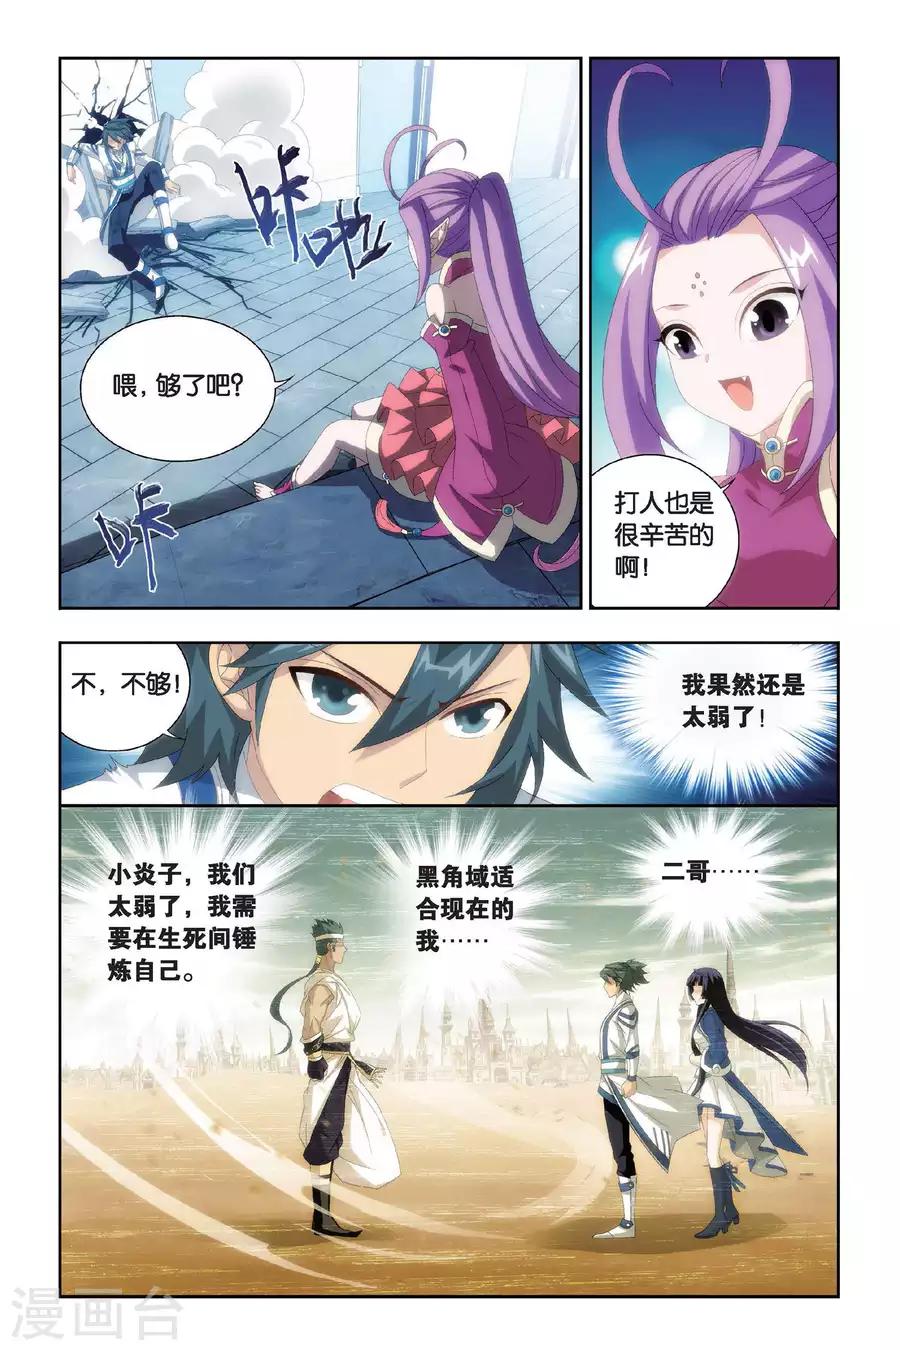 咔
啦
喂，够了吧？
咔
打人也是
很辛苦的
啊！
不，不够！
我果然还是
太弱了！
小炎子，我们
太弱了，我需
要在生死间锤
炼自己。
黑角域适
合现在的
我……
二哥……
漫画台